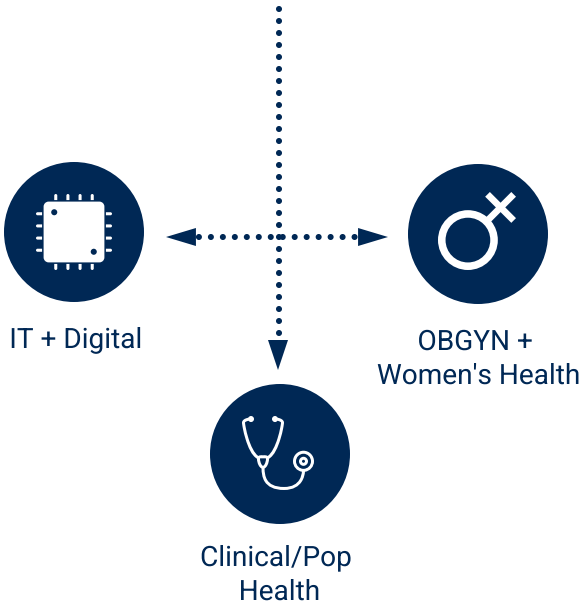 IT + Digital
OBGYN +
Women's Health
Clinical/Pop
Health